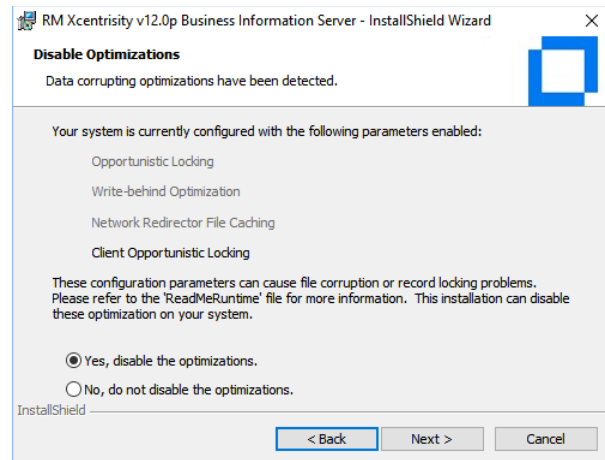 RM Xcentrisity v12.0p Business Information Server - InstallShield Wizard
Disable Optimizations
Data corrupting optimizations have been detected.
Your system is currently configured with the following parameters enabled:
Opportunistic Locking
Write-behind Optimization
Network Redirector File Caching
Client Opportunistic Locking
These configuration parameters can cause file corruption or record locking problems.
Please refer to the 'ReadMeRuntime' file for more information. This installation can disable
these optimization on your system.
Yes, disable the optimizations.
No, do not disable the optimizations.
InstallShield
< Back Next > Cancel